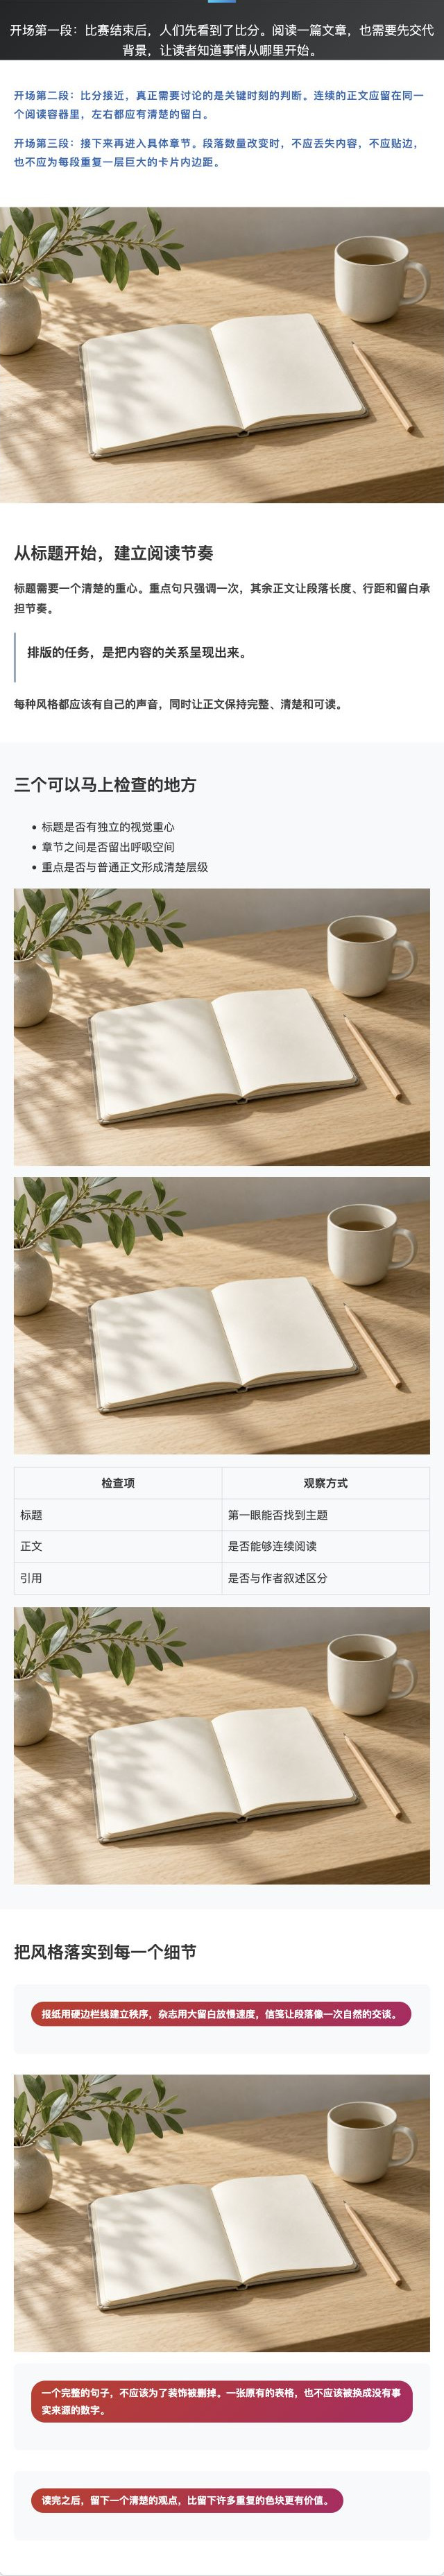 开场第一段：比赛结束后，人们先看到了比分。阅读一篇文章，也需要先交代
背景，让读者知道事情从哪里开始。
开场第二段：比分接近，真正需要讨论的是关键时刻的判断。连续的正文应留在同一
个阅读容器里，左右都应有清楚的留白。
开场第三段：接下来再进入具体章节。段落数量改变时，不应丢失内容，不应贴边，
也不应为每段重复一层巨大的卡片内边距。
从标题开始，建立阅读节奏
标题需要一个清楚的重心。重点句只强调一次，其余正文让段落长度、行距和留白承
担节奏。
排版的任务，是把内容的关系呈现出来。
每种风格都应该有自己的声音，同时让正文保持完整、清楚和可读。
三个可以马上检查的地方
• 标题是否有独立的视觉重心
• 章节之间是否留出呼吸空间
• 重点是否与普通正文形成清楚层级
检查项 观察方式
标题 第一眼能否找到主题
正文 是否能够连续阅读
引用 是否与作者叙述区分
把风格落实到每一个细节
报纸用硬边栏线建立秩序，杂志用大留白放慢速度，信笺让段落像一次自然的交谈。
一个完整的句子，不应该为了装饰被删掉。一张原有的表格，也不应该被换成没有事
实来源的数字。
读完之后，留下一个清楚的观点，比留下许多重复的色块更有价值。